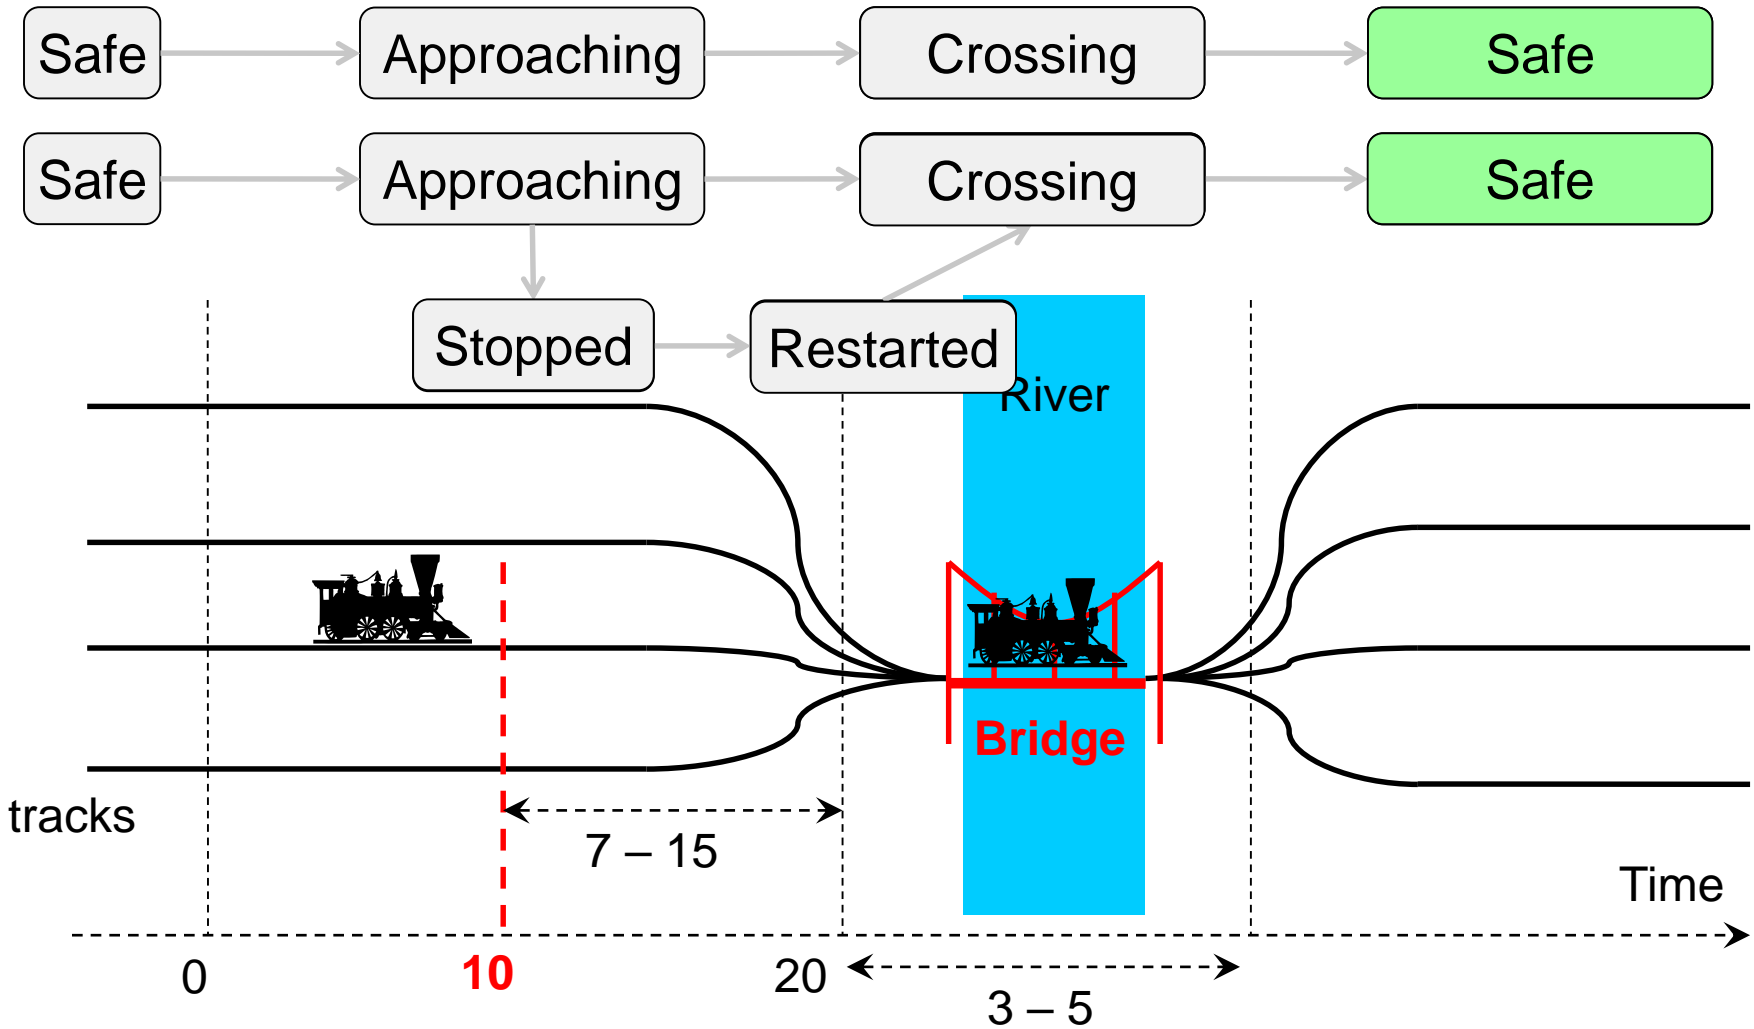 Safe Approaching Crossing Safe
Safe Approaching Crossing Safe
Stopped Restarted
River
Bridge
tracks
7 – 15
Time
0 10 20
3 – 5